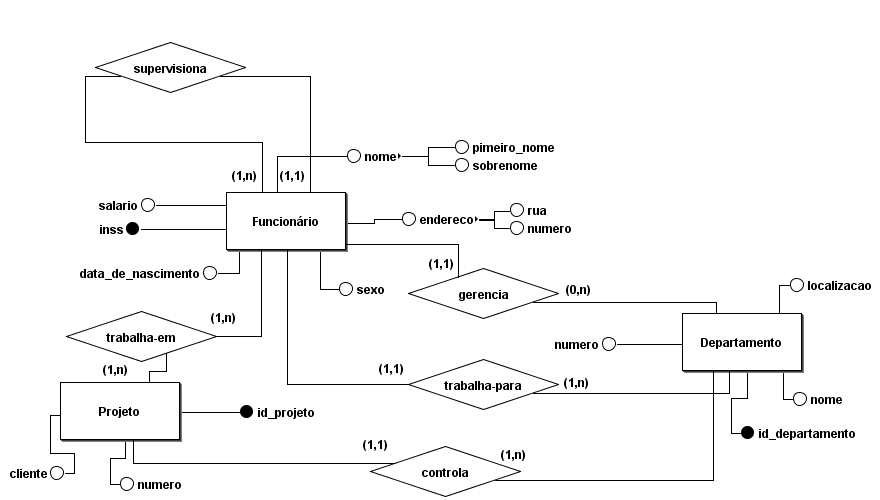 supervisiona
nome
pimeiro_nome
sobrenome
(1,n)
(1,1)
salario
inss
Funcionário
endereco
rua
numero
data_de_nascimento
sexo
(1,1)
gerencia
(0,n)
localizacao
(1,n)
trabalha-em
(1,n)
numero
Departamento
(1,1)
trabalha-para
(1,n)
nome
Projeto
id_projeto
id_departamento
(1,1)
controla
(1,n)
cliente
numero